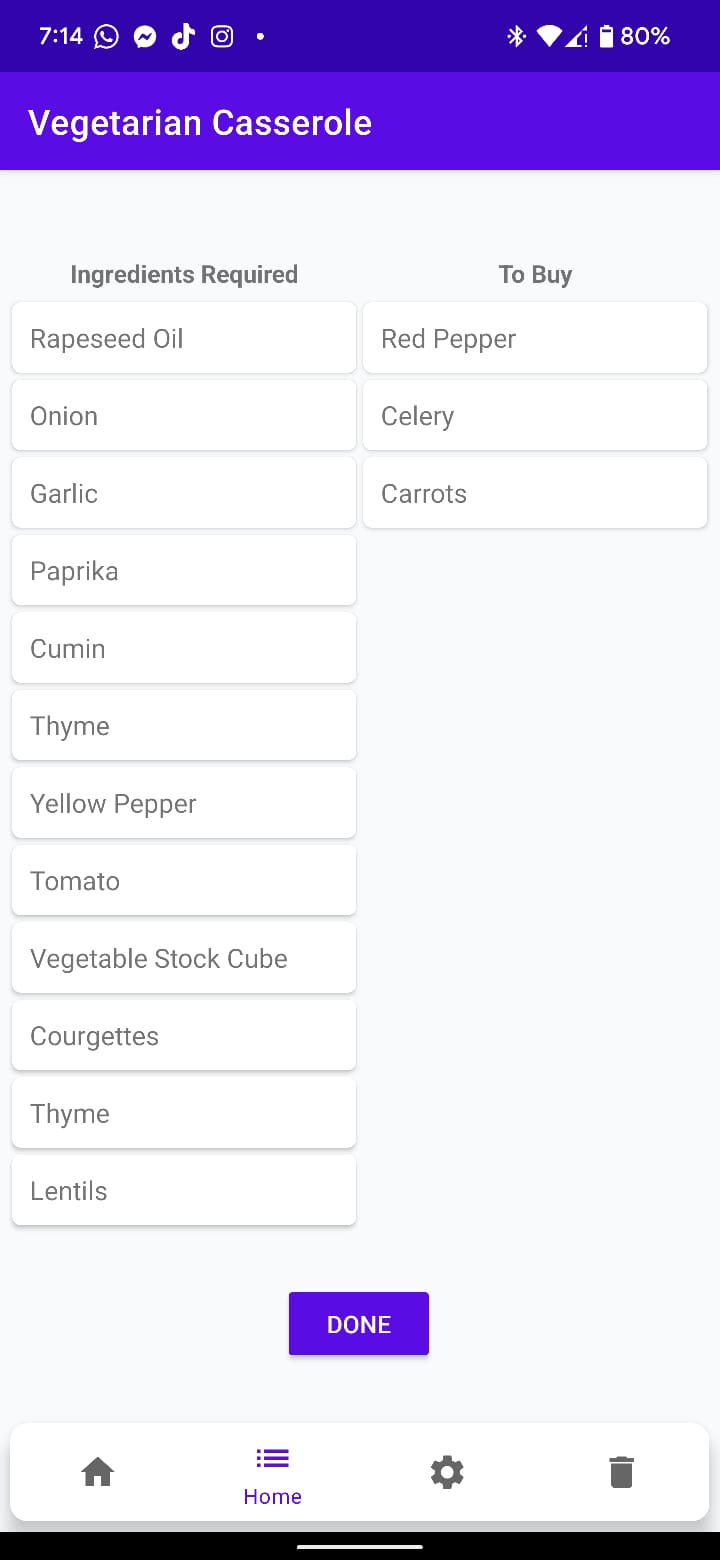 7:14
80%
Vegetarian Casserole
Ingredients Required
To Buy
Rapeseed Oil
Red Pepper
Onion
Celery
Garlic
Carrots
Paprika
Cumin
Thyme
Yellow Pepper
Tomato
Vegetable Stock Cube
Courgettes
Thyme
Lentils
DONE
Home